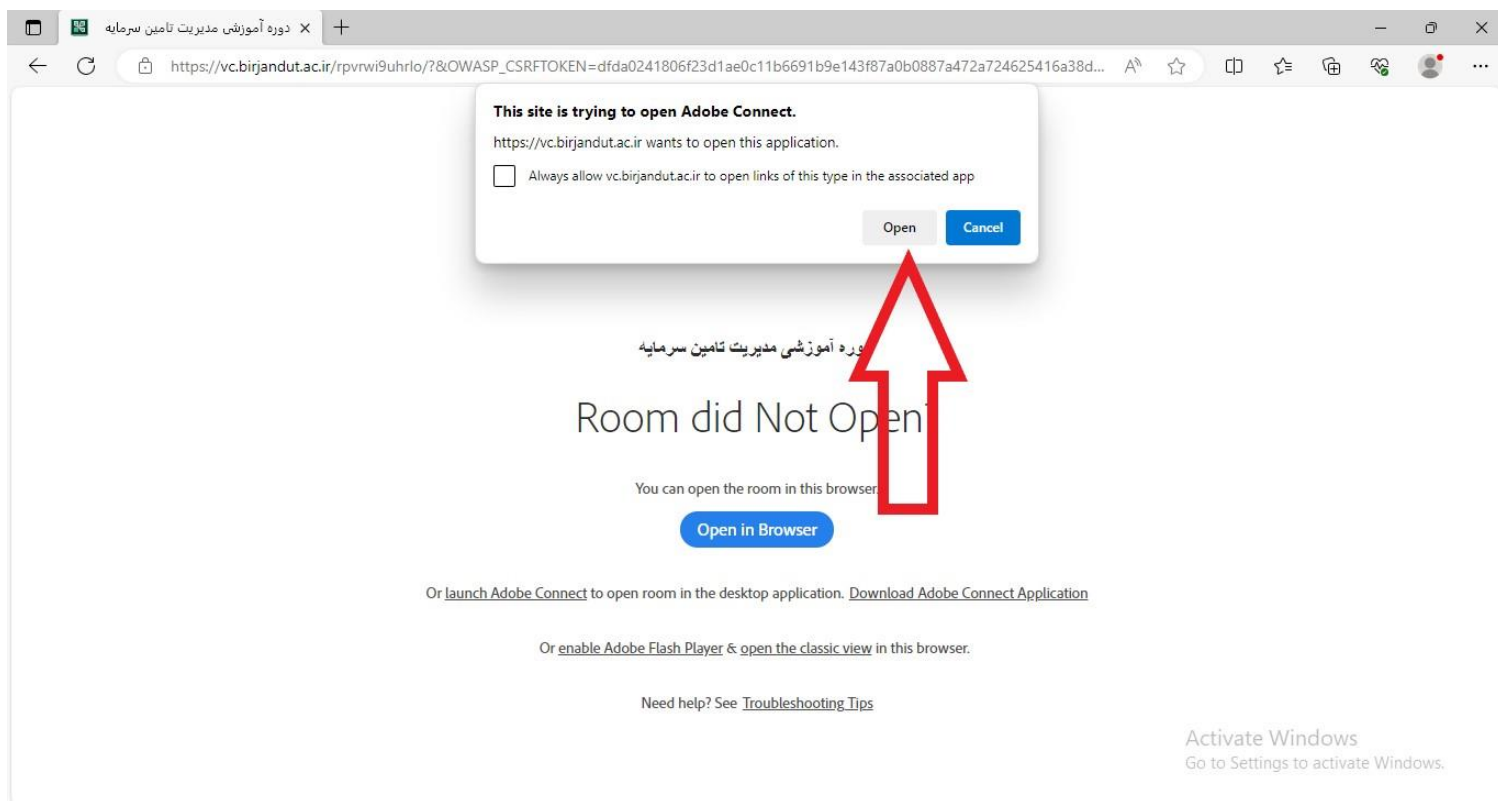 دوره آموزشی مدیریت تامین سرمایه
https://vc.birjandut.ac.ir/rpvrwi9uhrlo/?&OWASP_CSRFTOKEN=dfda0241806f23d1ae0c11b6691b9e143f87a0b0887a472a724625416a38d...
This site is trying to open Adobe Connect.
https://vc.birjandut.ac.ir wants to open this application.
Always allow vc.birjandut.ac.ir to open links of this type in the associated app
Open Cancel
دوره آموزشی مدیریت تامین سرمایه
Room did Not Open?
You can open the room in this browser.
Open in Browser
Or launch Adobe Connect to open room in the desktop application. Download Adobe Connect Application
Or enable Adobe Flash Player & open the classic view in this browser.
Need help? See Troubleshooting Tips
Activate Windows
Go to Settings to activate Windows.